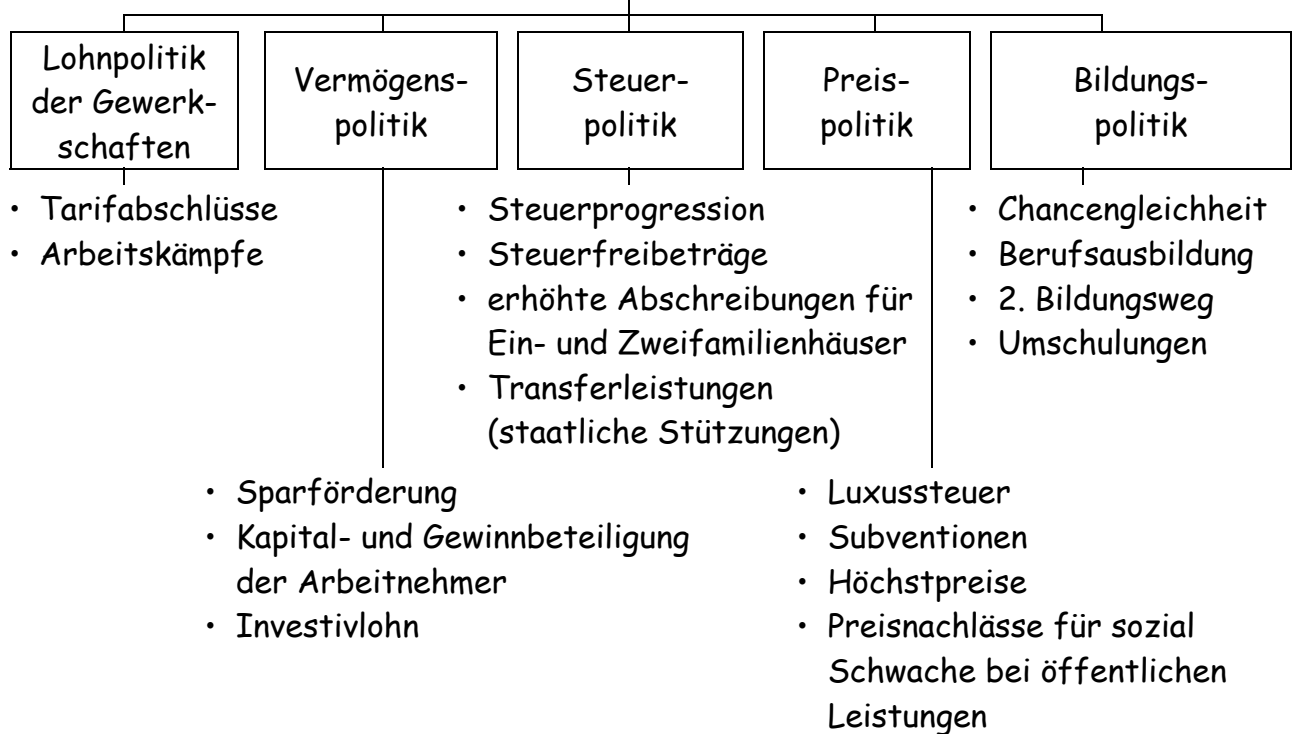 Lohnpolitik
der Gewerk-
schaften
Vermögens-
politik
Steuer-
politik
Preis-
politik
Bildungs-
politik
• Tarifabschlüsse
• Arbeitskämpfe
• Steuerprogression
• Steuerfreibeträge
• erhöhte Abschreibungen für
Ein- und Zweifamilienhäuser
• Transferleistungen
(staatliche Stützungen)
• Chancengleichheit
• Berufsausbildung
• 2. Bildungsweg
• Umschulungen
• Sparförderung
• Kapital- und Gewinnbeteiligung
der Arbeitnehmer
• Investivlohn
• Luxussteuer
• Subventionen
• Höchstpreise
• Preisnachlässe für sozial
Schwache bei öffentlichen
Leistungen